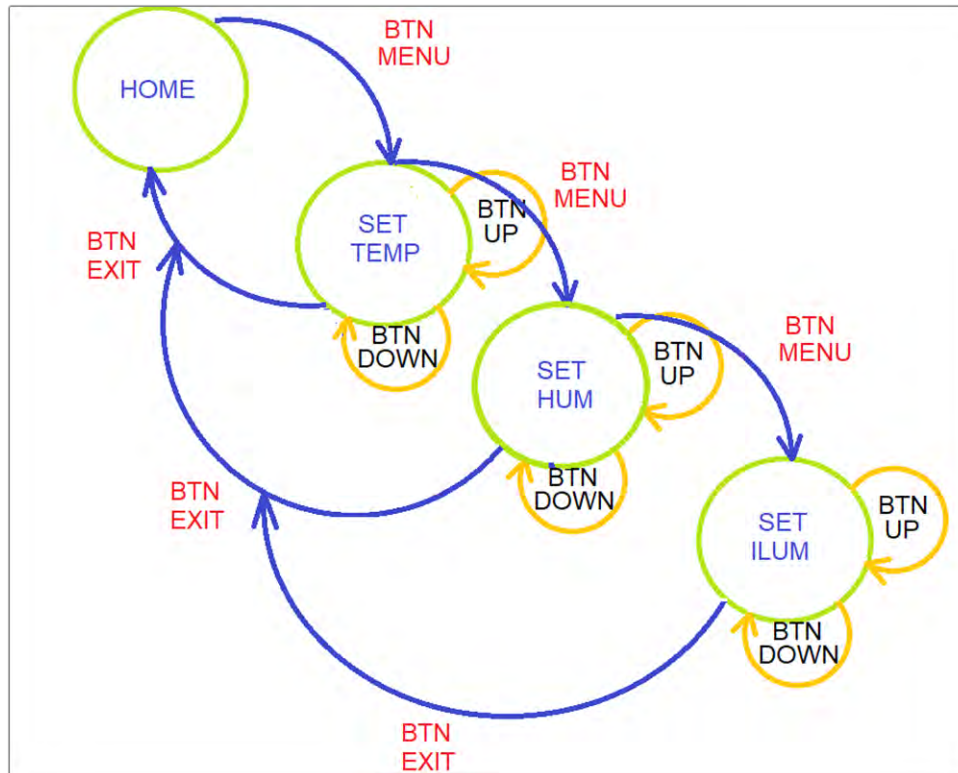 BTN
MENU
HOME
BTN
MENU
SET
TEMP
BTN
UP
BTN
EXIT
BTN
DOWN
BTN
MENU
BTN
UP
SET
HUM
BTN
DOWN
BTN
EXIT
BTN
UP
SET
ILUM
BTN
DOWN
BTN
EXIT